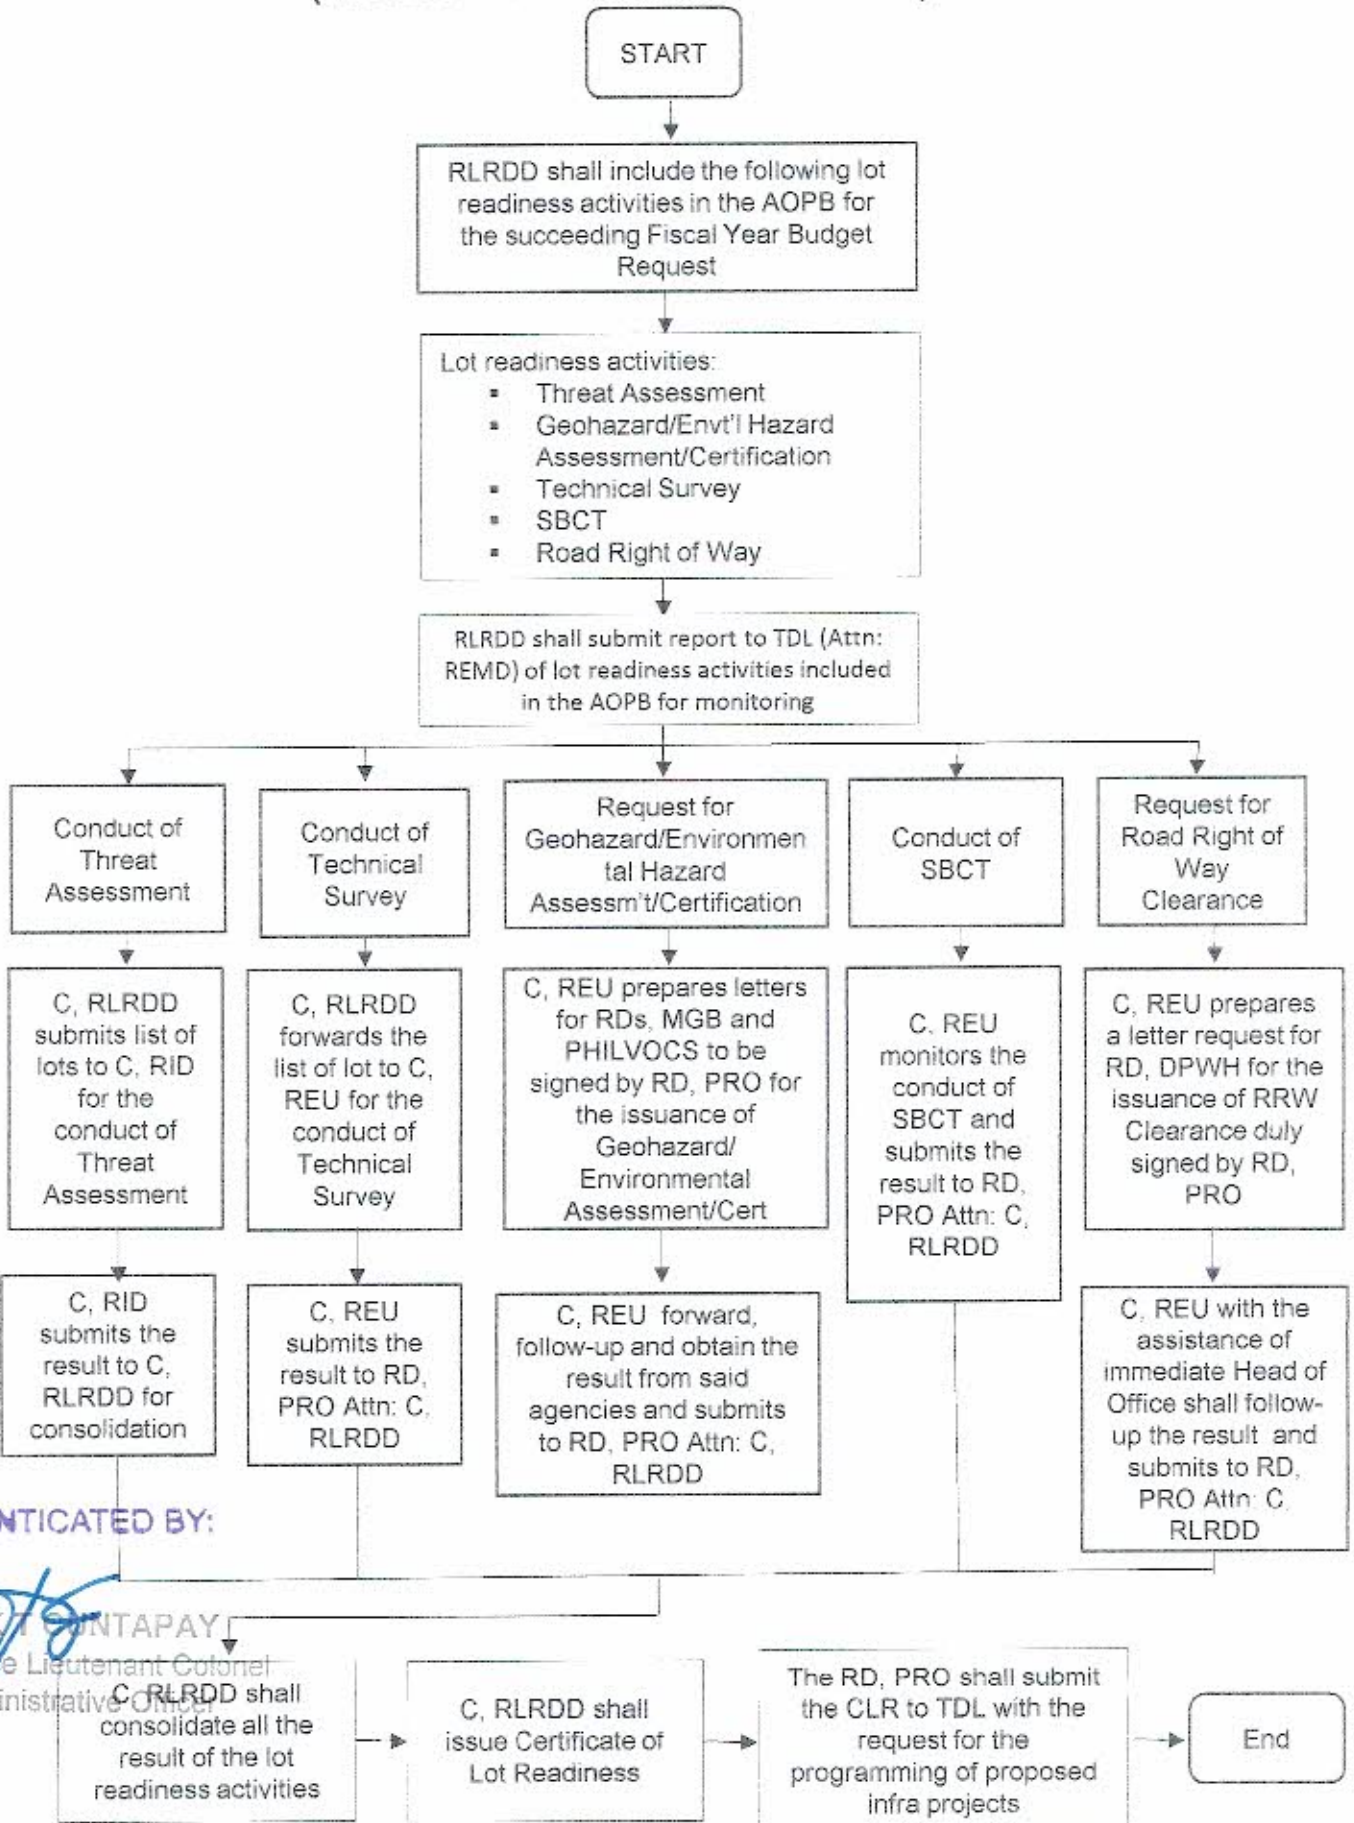 START
RLRDD shall include the following lot
readiness activities in the AOPB for
the succeeding Fiscal Year Budget
Request
Lot readiness activities:
▪ Threat Assessment
▪ Geohazard/Envt'l Hazard
Assessment/Certification
▪ Technical Survey
▪ SBCT
▪ Road Right of Way
RLRDD shall submit report to TDL (Attn:
REMD) of lot readiness activities included
in the AOPB for monitoring
Conduct of
Threat
Assessment
Conduct of
Technical
Survey
Request for
Geohazard/Environmen
tal Hazard
Assessm't/Certification
Conduct of
SBCT
Request for
Road Right of
Way
Clearance
C, RLRDD
submits list of
lots to C, RID
for the
conduct of
Threat
Assessment
C, RLRDD
forwards the
list of lot to C,
REU for the
conduct of
Technical
Survey
C, REU prepares letters
for RDs, MGB and
PHILVOCS to be
signed by RD, PRO for
the issuance of
Geohazard/
Environmental
Assessment/Cert
C. REU
monitors the
conduct of
SBCT and
submits the
result to RD,
PRO Attn: C,
RLRDD
C, REU prepares
a letter request for
RD, DPWH for the
issuance of RRW
Clearance duly
signed by RD,
PRO
C, RID
submits the
result to C,
RLRDD for
consolidation
C, REU
submits the
result to RD,
PRO Attn: C.
RLRDD
C, REU forward,
follow-up and obtain the
result from said
agencies and submits
to RD, PRO Attn: C,
RLRDD
C, REU with the
assistance of
immediate Head of
Office shall follow-
up the result and
submits to RD,
PRO Attn: C
RLRDD
NTICATED BY:
NTAPAY
e Lieutenant Colonel
inistrative Officer
C, RLRDD shall
consolidate all the
result of the lot
readiness activities
C, RLRDD shall
issue Certificate of
Lot Readiness
The RD, PRO shall submit
the CLR to TDL with the
request for the
programming of proposed
infra projects
End